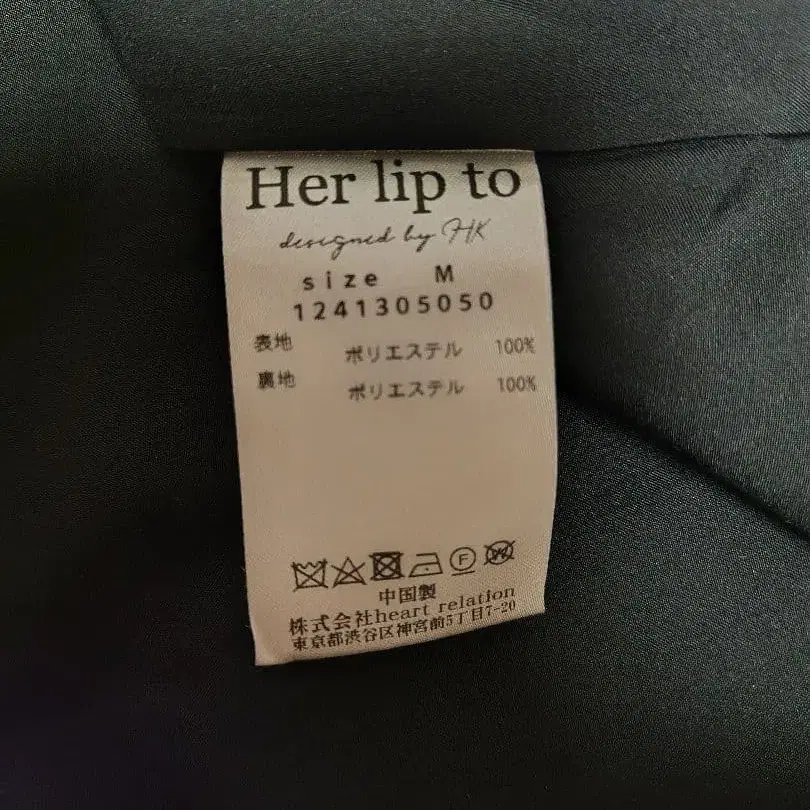 Her lip to
designed by HK
size M
1241305050
表地 ポリエステル 100%
裏地 ポリエステル 100%
F W
中国製
株式会社heart relation
東京都渋谷区神宮前5丁目7-20